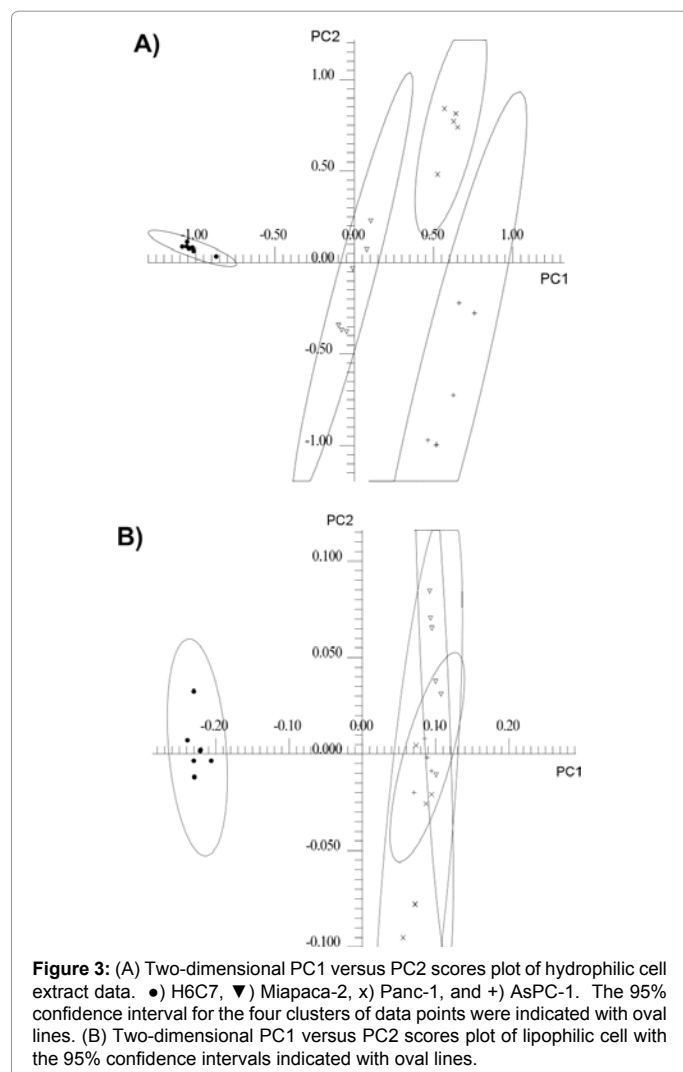 A)
PC2
1.00
0.50
-1.00
-0.50
0.00
0.50
1.00
0.00
PC1
-0.50
-1.00
B)
PC2
0.100
0.050
-0.20
-0.10
0.00
0.10
0.20
0.000
PC1
-0.050
-0.100
Figure 3: (A) Two-dimensional PC1 versus PC2 scores plot of hydrophilic cell
extract data. ●) H6C7, ▼) Miapaca-2, x) Panc-1, and +) AsPC-1. The 95%
confidence interval for the four clusters of data points were indicated with oval
lines. (B) Two-dimensional PC1 versus PC2 scores plot of lipophilic cell with
the 95% confidence intervals indicated with oval lines.